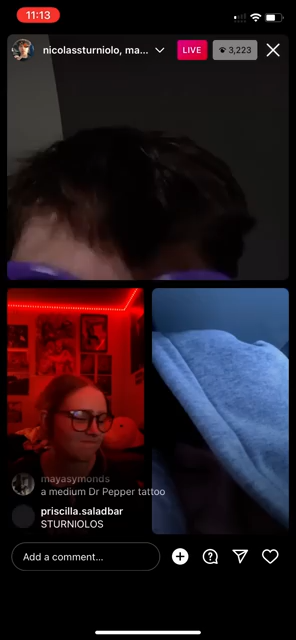 11:13
nicolassturniolo, ma...
LIVE
3,223
mayasymonds
a medium Dr Pepper tattoo
priscilla.saladbar
STURNIOLOS
Add a comment...